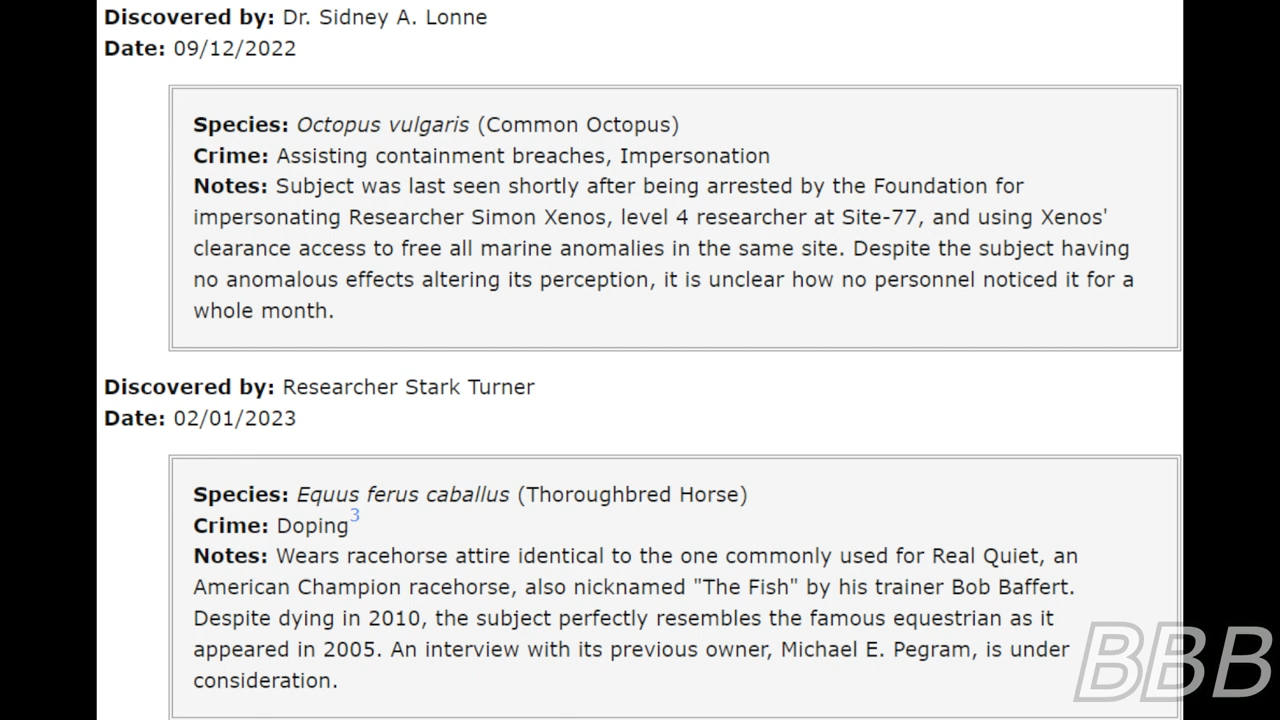 Discovered by: Dr. Sidney A. Lonne
Date: 09/12/2022
Species: Octopus vulgaris (Common Octopus)
Crime: Assisting containment breaches, Impersonation
Notes: Subject was last seen shortly after being arrested by the Foundation for
impersonating Researcher Simon Xenos, level 4 researcher at Site-77, and using Xenos'
clearance access to free all marine anomalies in the same site. Despite the subject having
no anomalous effects altering its perception, it is unclear how no personnel noticed it for a
whole month.
Discovered by: Researcher Stark Turner
Date: 02/01/2023
Species: Equus ferus caballus (Thoroughbred Horse)
Crime: Doping3
Notes: Wears racehorse attire identical to the one commonly used for Real Quiet, an
American Champion racehorse, also nicknamed "The Fish" by his trainer Bob Baffert.
Despite dying in 2010, the subject perfectly resembles the famous equestrian as it
appeared in 2005. An interview with its previous owner, Michael E. Pegram, is under
consideration.
BBB